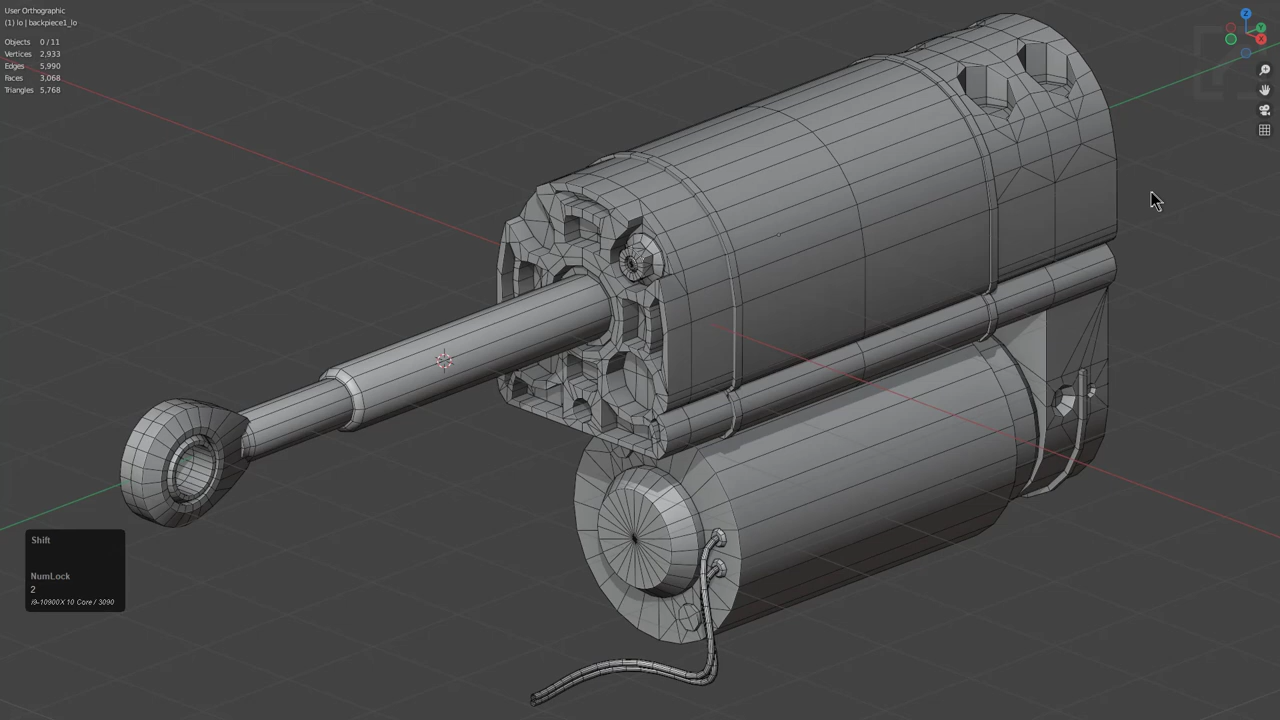 User Orthographic
(1) lo | backpiece1_lo
Objects 0/11
Vertices 2,933
Edges 5,990
Faces 3,068
Triangles 5,768
Z
Y
X
Shift
NumLock
2
i9-10900X 10 Core / 3090